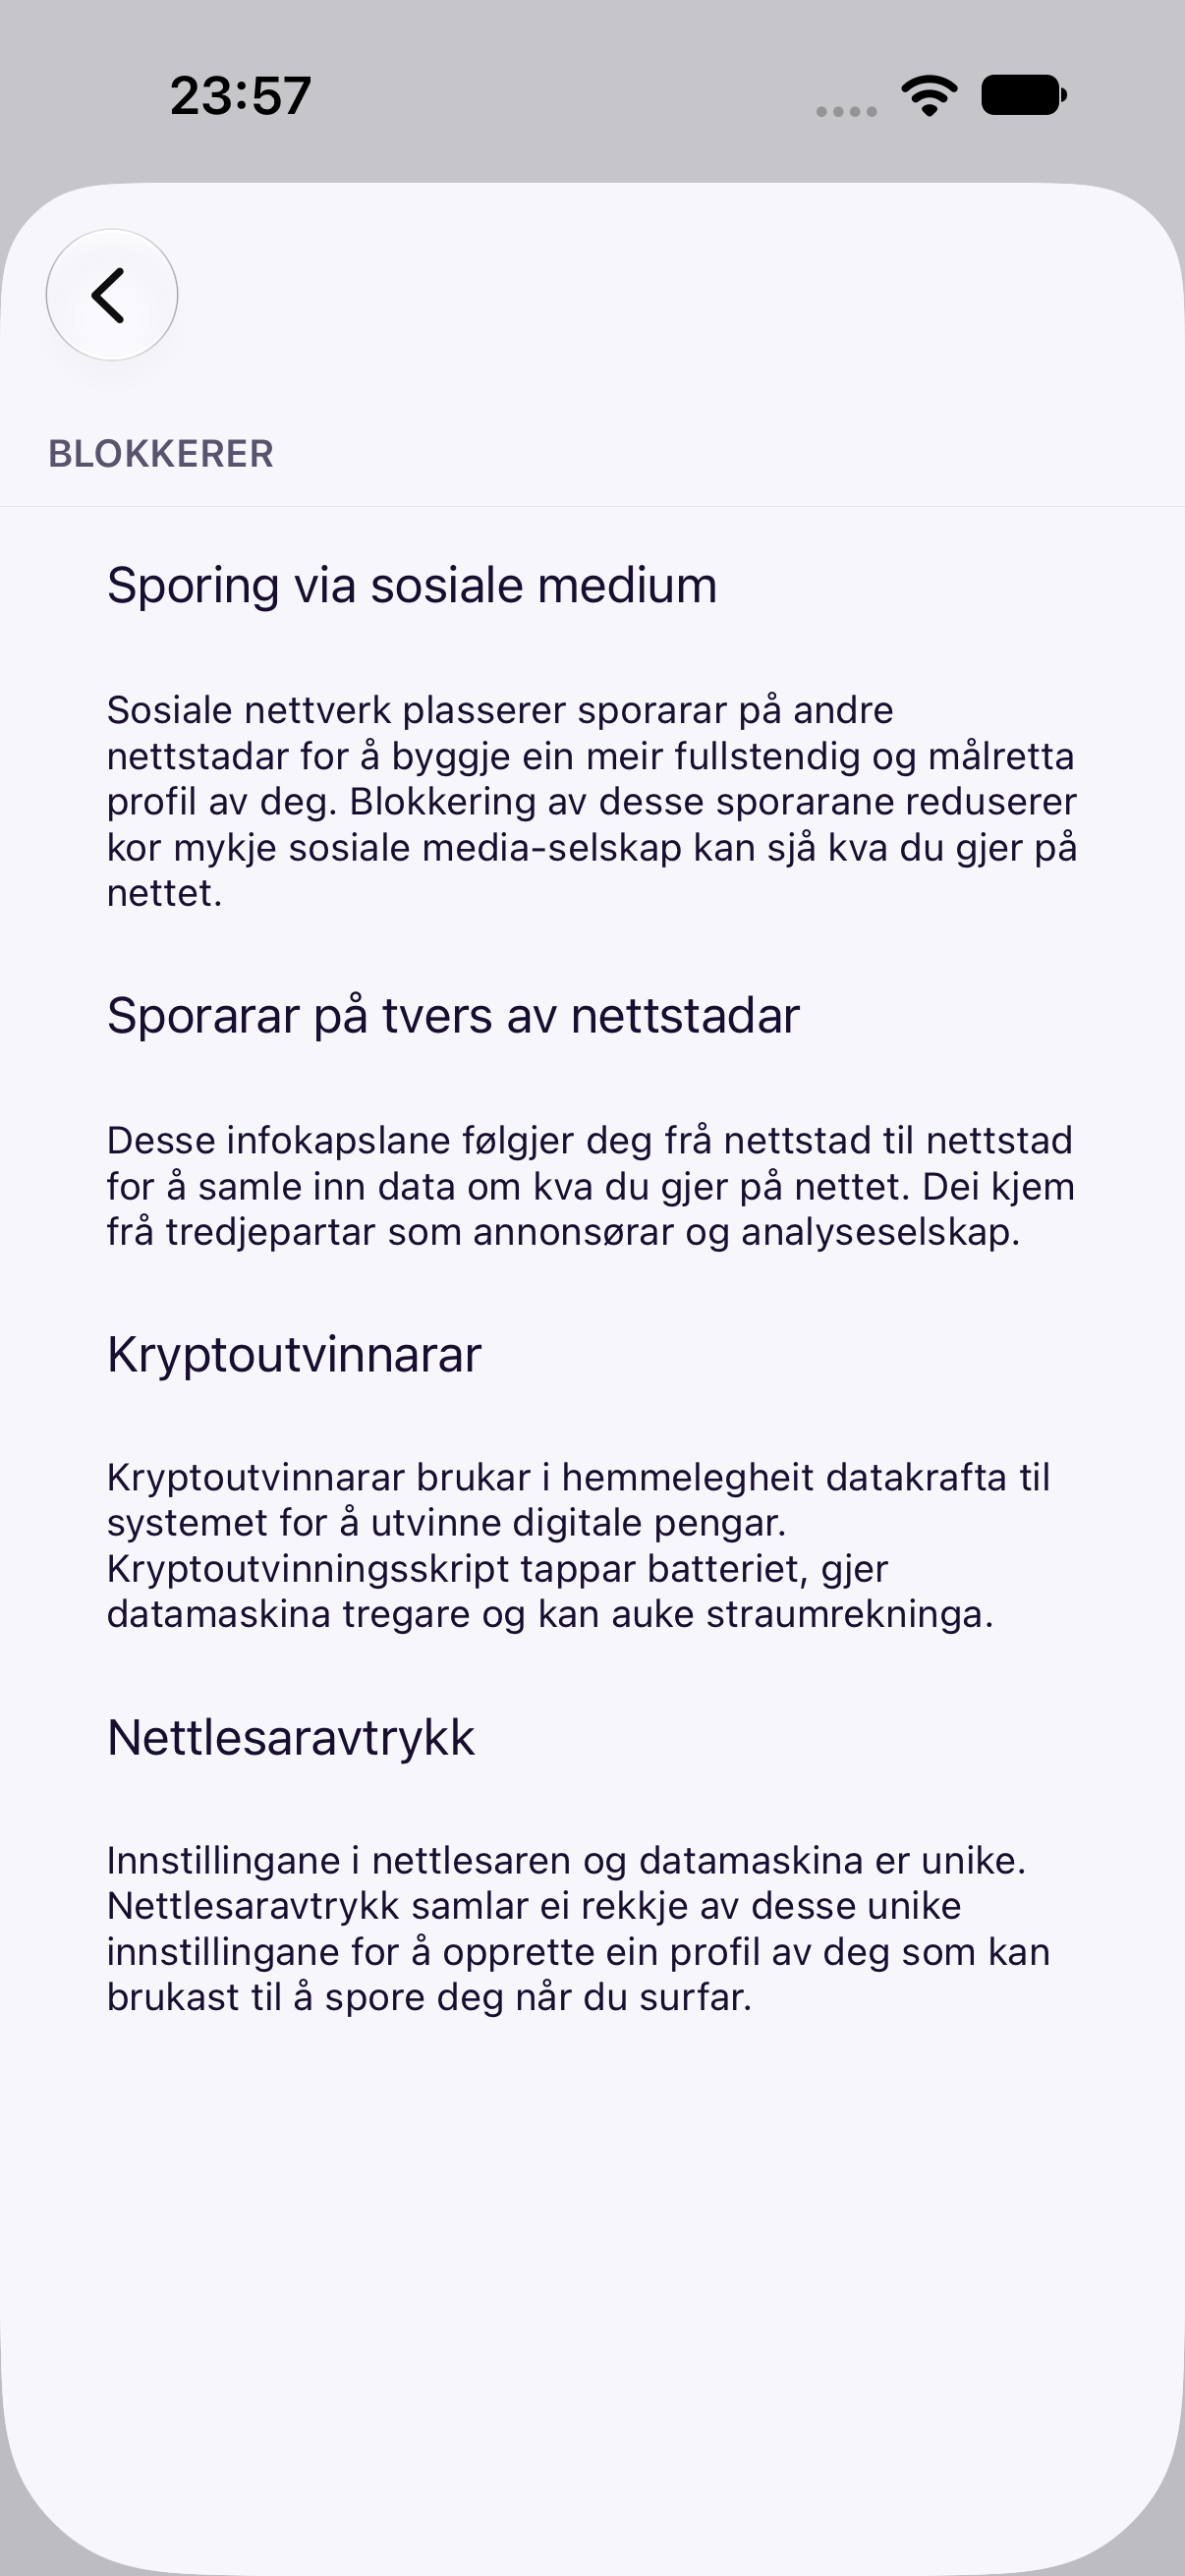 23:57
BLOKKERER
Sporing via sosiale medium
Sosiale nettverk plasserer sporarar på andre
nettstadar for å byggje ein meir fullstendig og målretta
profil av deg. Blokkering av desse sporarane reduserer
kor mykje sosiale media-selskap kan sjå kva du gjer på
nettet.
Sporarar på tvers av nettstadar
Desse infokapslane følgjer deg frå nettstad til nettstad
for å samle inn data om kva du gjer på nettet. Dei kjem
frå tredjepartar som annonsørar og analyseselskap.
Kryptoutvinnarar
Kryptoutvinnarar brukar i hemmelegheit datakrafta til
systemet for å utvinne digitale pengar.
Kryptoutvinningsskript tappar batteriet, gjer
datamaskina tregare og kan auke straumrekninga.
Nettlesaravtrykk
Innstillingane i nettlesaren og datamaskina er unike.
Nettlesaravtrykk samlar ei rekkje av desse unike
innstillingane for å opprette ein profil av deg som kan
brukast til å spore deg når du surfar.